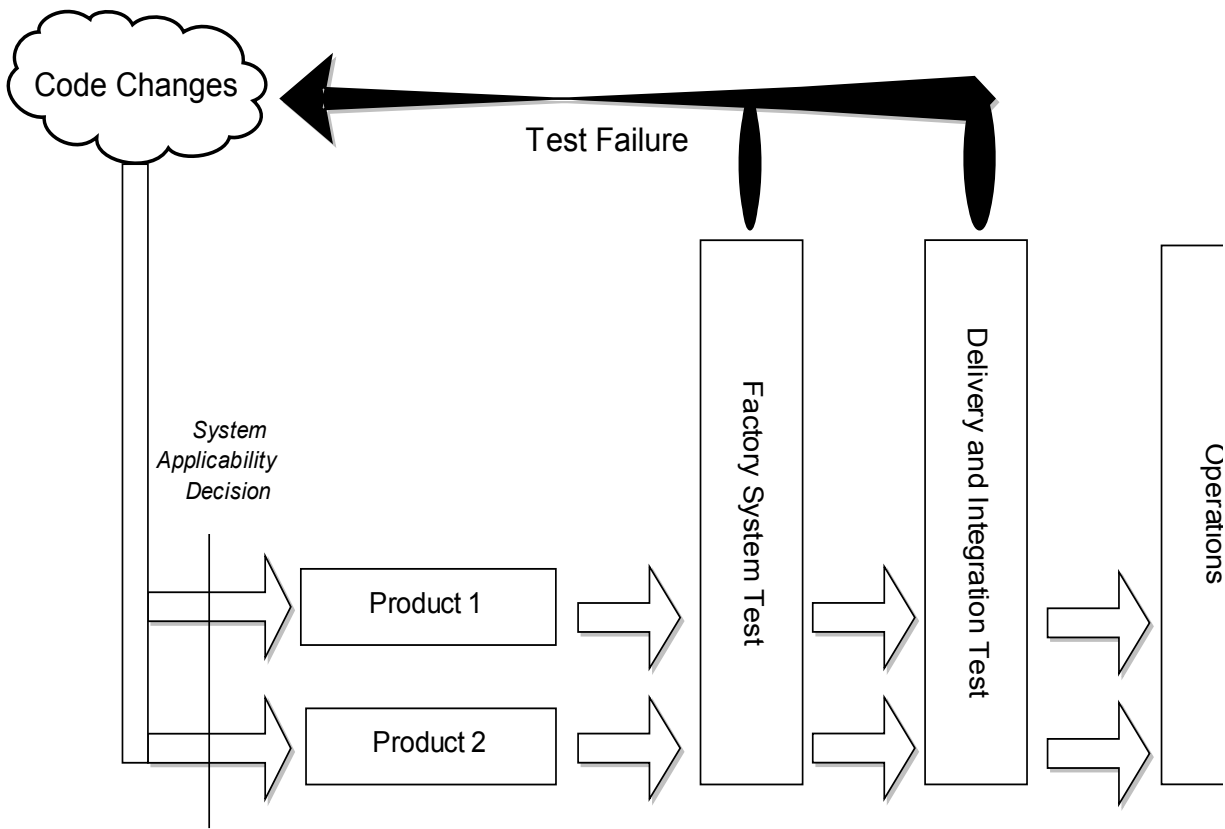 Code Changes
Test Failure
System
Applicability
Decision
Product 1
Product 2
Factory System Test
Delivery and Integration Test
Operations